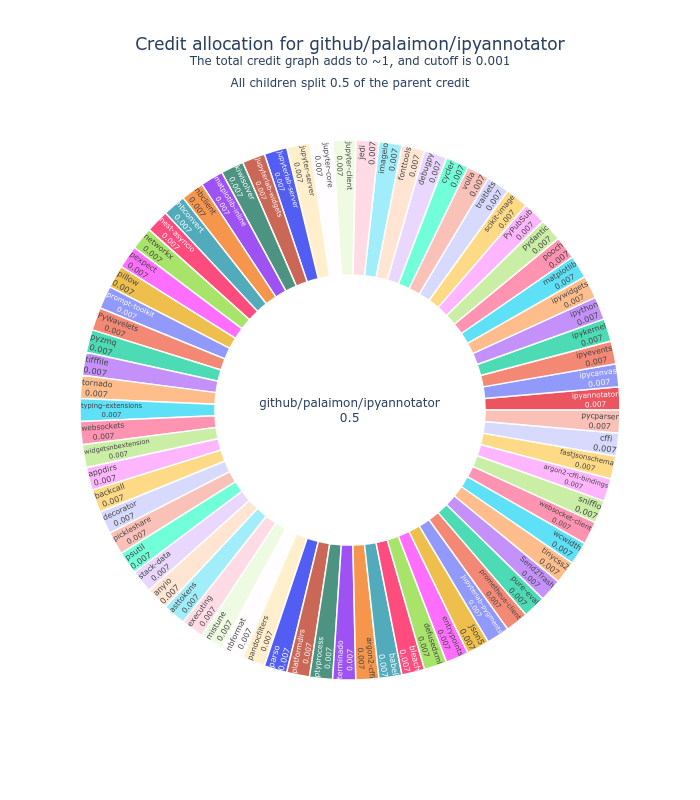 Credit allocation for github/palaimon/ipyannotator
The total credit graph adds to ~1, and cutoff is 0.001
All children split 0.5 of the parent credit
github/palaimon/ipyannotator
0.5
jupyter-client
0.007
jedi
0.007
imageio
0.007
fonttools
0.007
debugpy
0.007
cycler
0.007
voila
0.007
traitlets
0.007
scikit-image
0.007
PyPubSub
0.007
pydantic
0.007
pooch
0.007
matplotlib
0.007
ipywidgets
0.007
ipython
0.007
ipykernel
0.007
ipyevents
0.007
ipycanvas
0.007
ipyannotator
0.007
pycparser
0.007
cffi
0.007
fastjsonschema
0.007
argon2-cffi-bindings
0.007
sniffio
0.007
websocket-client
0.007
wcwidth
0.007
tinycss2
0.007
Send2Trash
0.007
pure-eval
0.007
prometheus-client
0.007
jupyterlab-pygments
0.007
json5
0.007
entrypoints
0.007
defusedxml
0.007
bleach
0.007
babel
0.007
argon2-cffi
0.007
terminado
0.007
ptyprocess
0.007
platformdirs
0.007
parso
0.007
pandocfilters
0.007
nbformat
0.007
mistune
0.007
executing
0.007
asttokens
0.007
anyio
0.007
stack-data
0.007
psutil
0.007
pickleshare
0.007
decorator
0.007
backcall
0.007
appdirs
0.007
widgetsnbextension
0.007
websockets
0.007
typing-extensions
0.007
tornado
0.007
tifffile
0.007
pyzmq
0.007
PyWavelets
0.007
prompt-toolkit
0.007
pillow
0.007
pexpect
0.007
networkx
0.007
nest-asyncio
0.007
nbconvert
0.007
nbclient
0.007
matplotlib-inline
0.007
kiwisolver
0.007
jupyterlab-widgets
0.007
jupyterlab-server
0.007
jupyter-server
0.007
jupyter-core
0.007